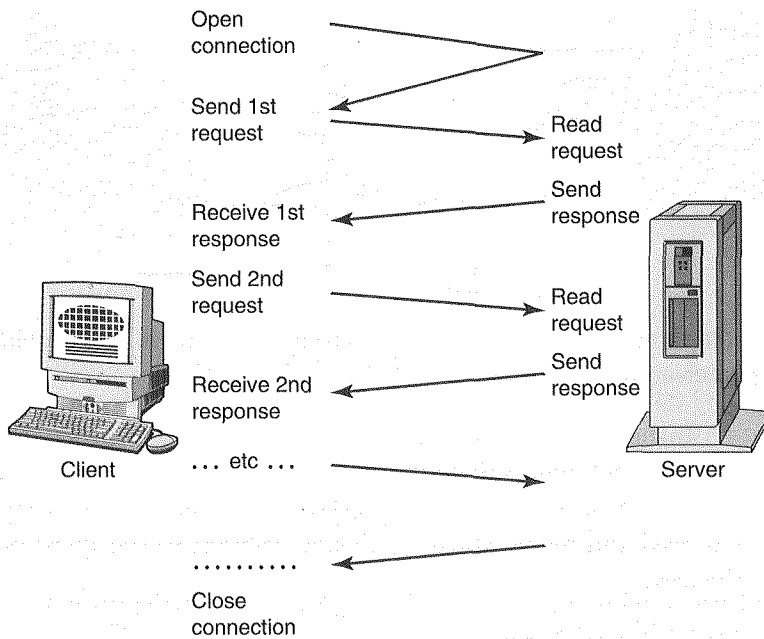 Open
connection
Send 1st
request
Read
request
Send
response
Receive 1st
response
Send 2nd
request
Read
request
Send
response
Receive 2nd
response
Client
... etc ...
Server
..........
Close
connection